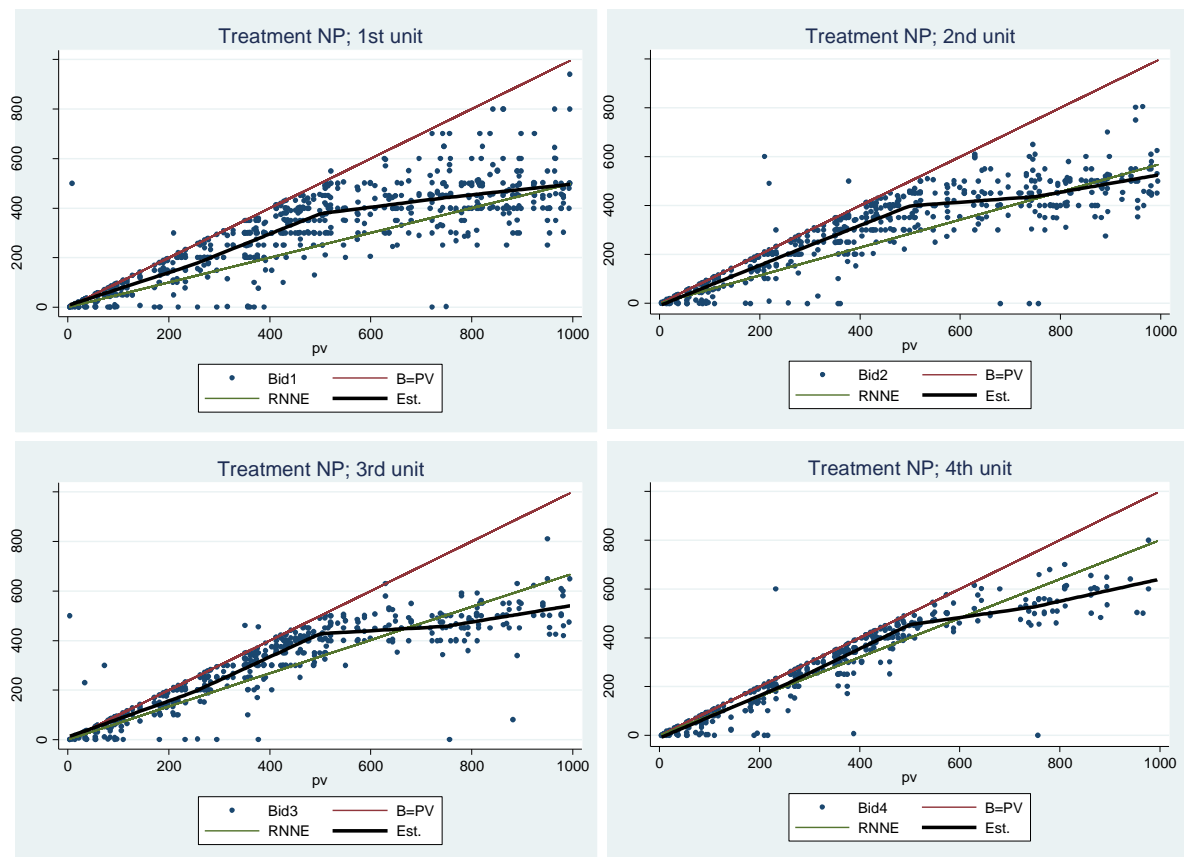 Treatment NP; 1st unit
800
600
400
200
0
0 200 400 600 800 1000
pv
Bid1 B=PV
RNNE Est.
Treatment NP; 2nd unit
800
600
400
200
0
0 200 400 600 800 1000
pv
Bid2 B=PV
RNNE Est.
Treatment NP; 3rd unit
800
600
400
200
0
0 200 400 600 800 1000
pv
Bid3 B=PV
RNNE Est.
Treatment NP; 4th unit
800
600
400
200
0
0 200 400 600 800 1000
pv
Bid4 B=PV
RNNE Est.